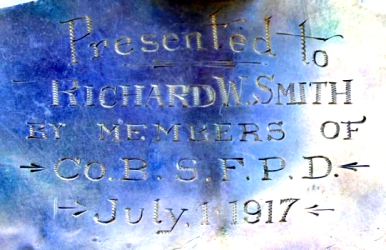 Presented to
RICHARD W. SMITH
BY MEMBERS OF
Co. B. S.F.P.D.
July, 1 1917